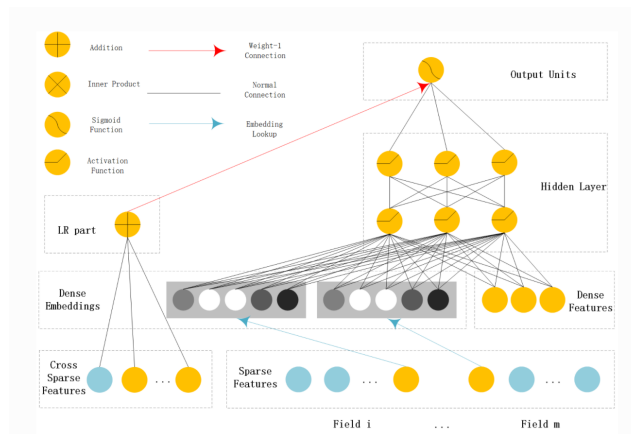 Addition
Weight-1
Connection
Inner Product
Normal
Connection
Sigmoid
Function
Embedding
Lookup
Activation
Function
Output Units
Hidden Layer
LR part
Dense
Embeddings
Dense
Features
Cross
Sparse
Features
...
Sparse
Features
...
...
Field i
...
Field m